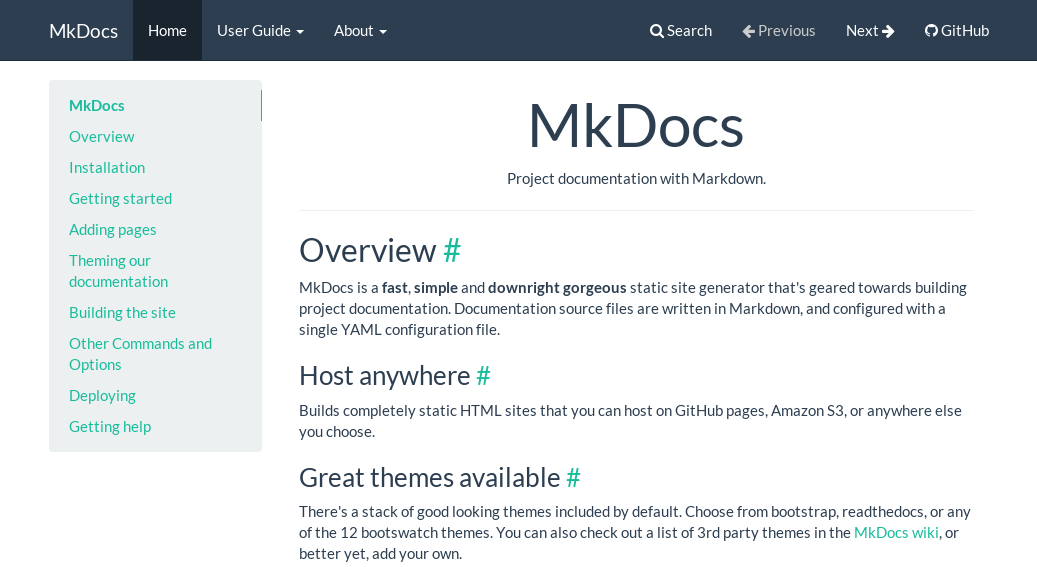 MkDocs Home User Guide About Search Previous Next GitHub
MkDocs
Overview
Installation
Getting started
Adding pages
Theming our
documentation
Building the site
Other Commands and
Options
Deploying
Getting help
MkDocs
Project documentation with Markdown.
Overview #
MkDocs is a fast, simple and downright gorgeous static site generator that's geared towards building
project documentation. Documentation source files are written in Markdown, and configured with a
single YAML configuration file.
Host anywhere #
Builds completely static HTML sites that you can host on GitHub pages, Amazon S3, or anywhere else
you choose.
Great themes available #
There's a stack of good looking themes included by default. Choose from bootstrap, readthedocs, or any
of the 12 bootswatch themes. You can also check out a list of 3rd party themes in the MkDocs wiki, or
better yet, add your own.